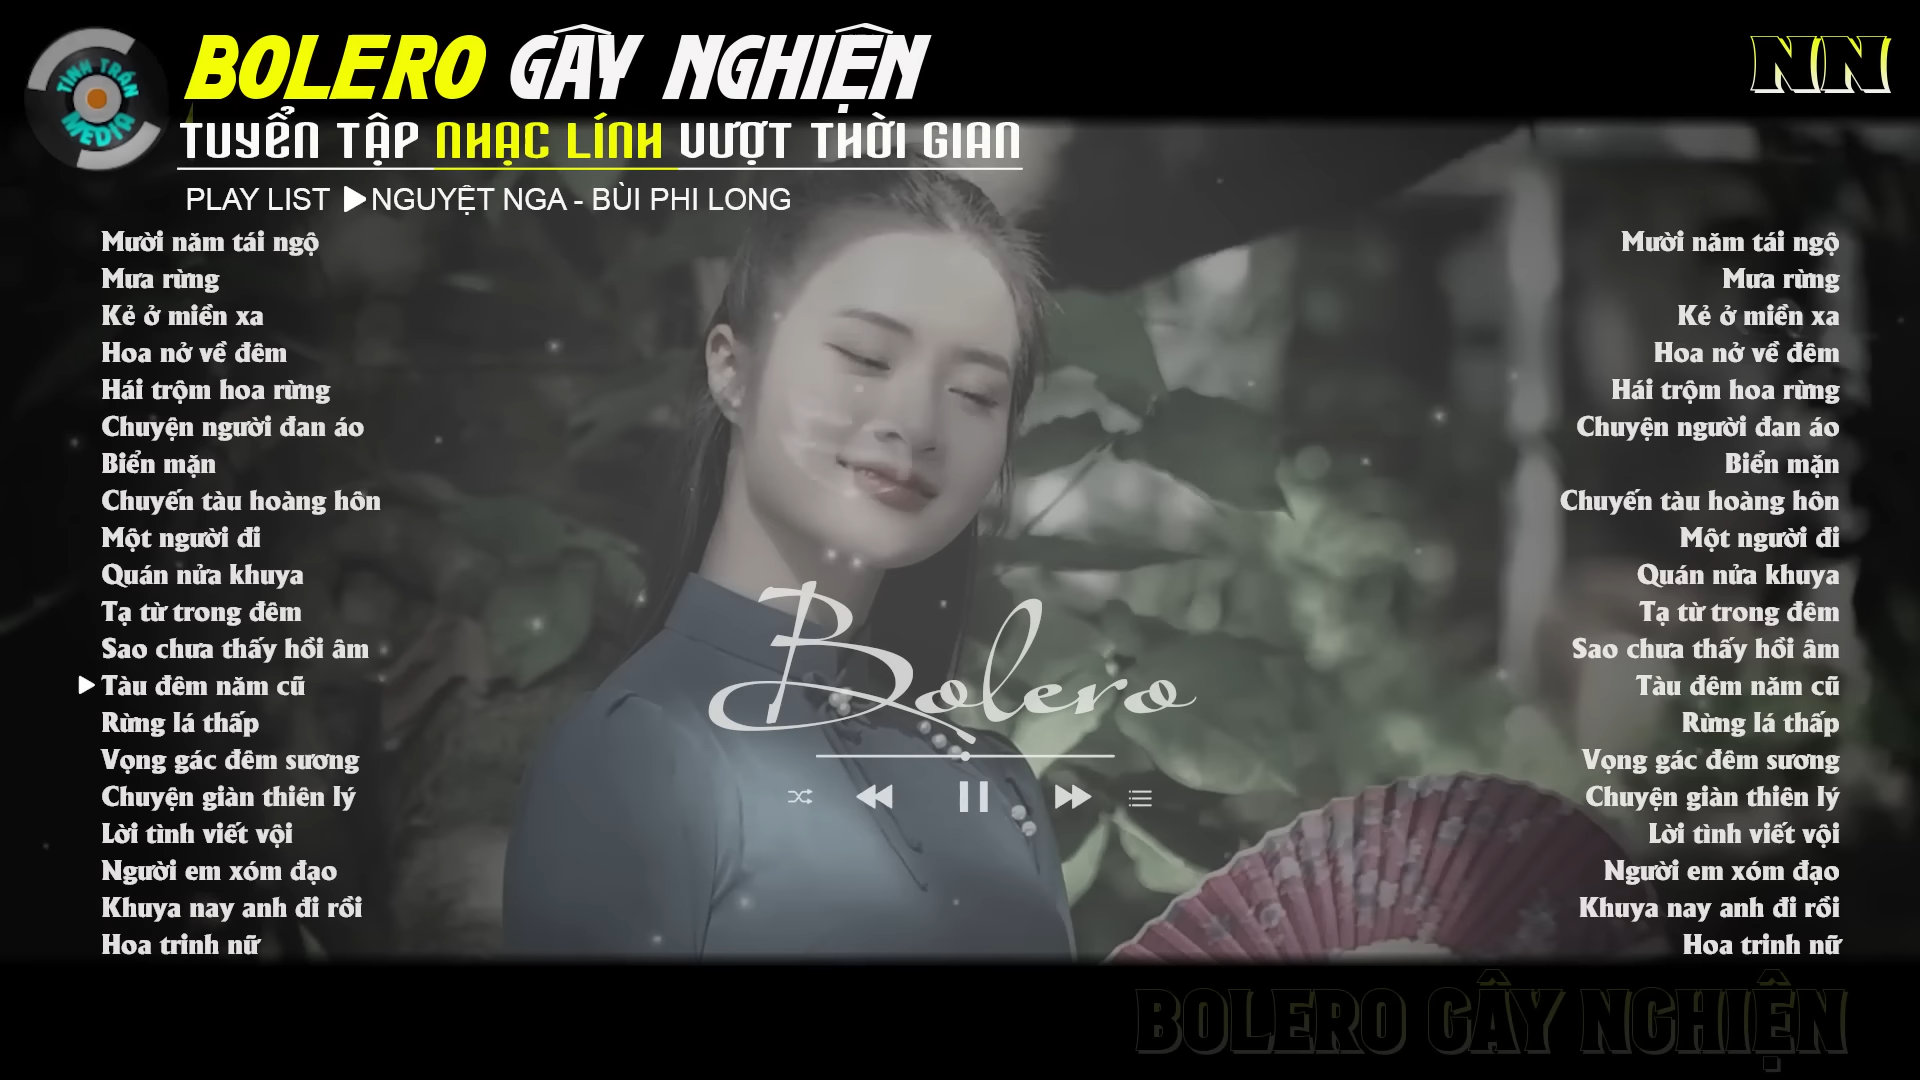 TÌNH TRẦN
MEDIA
BOLERO GÂY NGHIỆN
NN
TUYỂN TẬP NHẠC LÍNH VƯỢT THỜI GIAN
PLAY LIST NGUYỆT NGA - BÙI PHI LONG
Mười năm tái ngộ
Mưa rừng
Kẻ ở miền xa
Hoa nở về đêm
Hái trộm hoa rừng
Chuyện người đan áo
Biển mặn
Chuyến tàu hoàng hôn
Một người đi
Quán nửa khuya
Tạ từ trong đêm
Sao chưa thấy hồi âm
Tàu đêm năm cũ
Rừng lá thấp
Vọng gác đêm sương
Chuyện giàn thiên lý
Lời tình viết vội
Người em xóm đạo
Khuya nay anh đi rồi
Hoa trinh nữ
Bolero
Mười năm tái ngộ
Mưa rừng
Kẻ ở miền xa
Hoa nở về đêm
Hái trộm hoa rừng
Chuyện người đan áo
Biển mặn
Chuyến tàu hoàng hôn
Một người đi
Quán nửa khuya
Tạ từ trong đêm
Sao chưa thấy hồi âm
Tàu đêm năm cũ
Rừng lá thấp
Vọng gác đêm sương
Chuyện giàn thiên lý
Lời tình viết vội
Người em xóm đạo
Khuya nay anh đi rồi
Hoa trinh nữ
BOLERO GÂY NGHIỆN